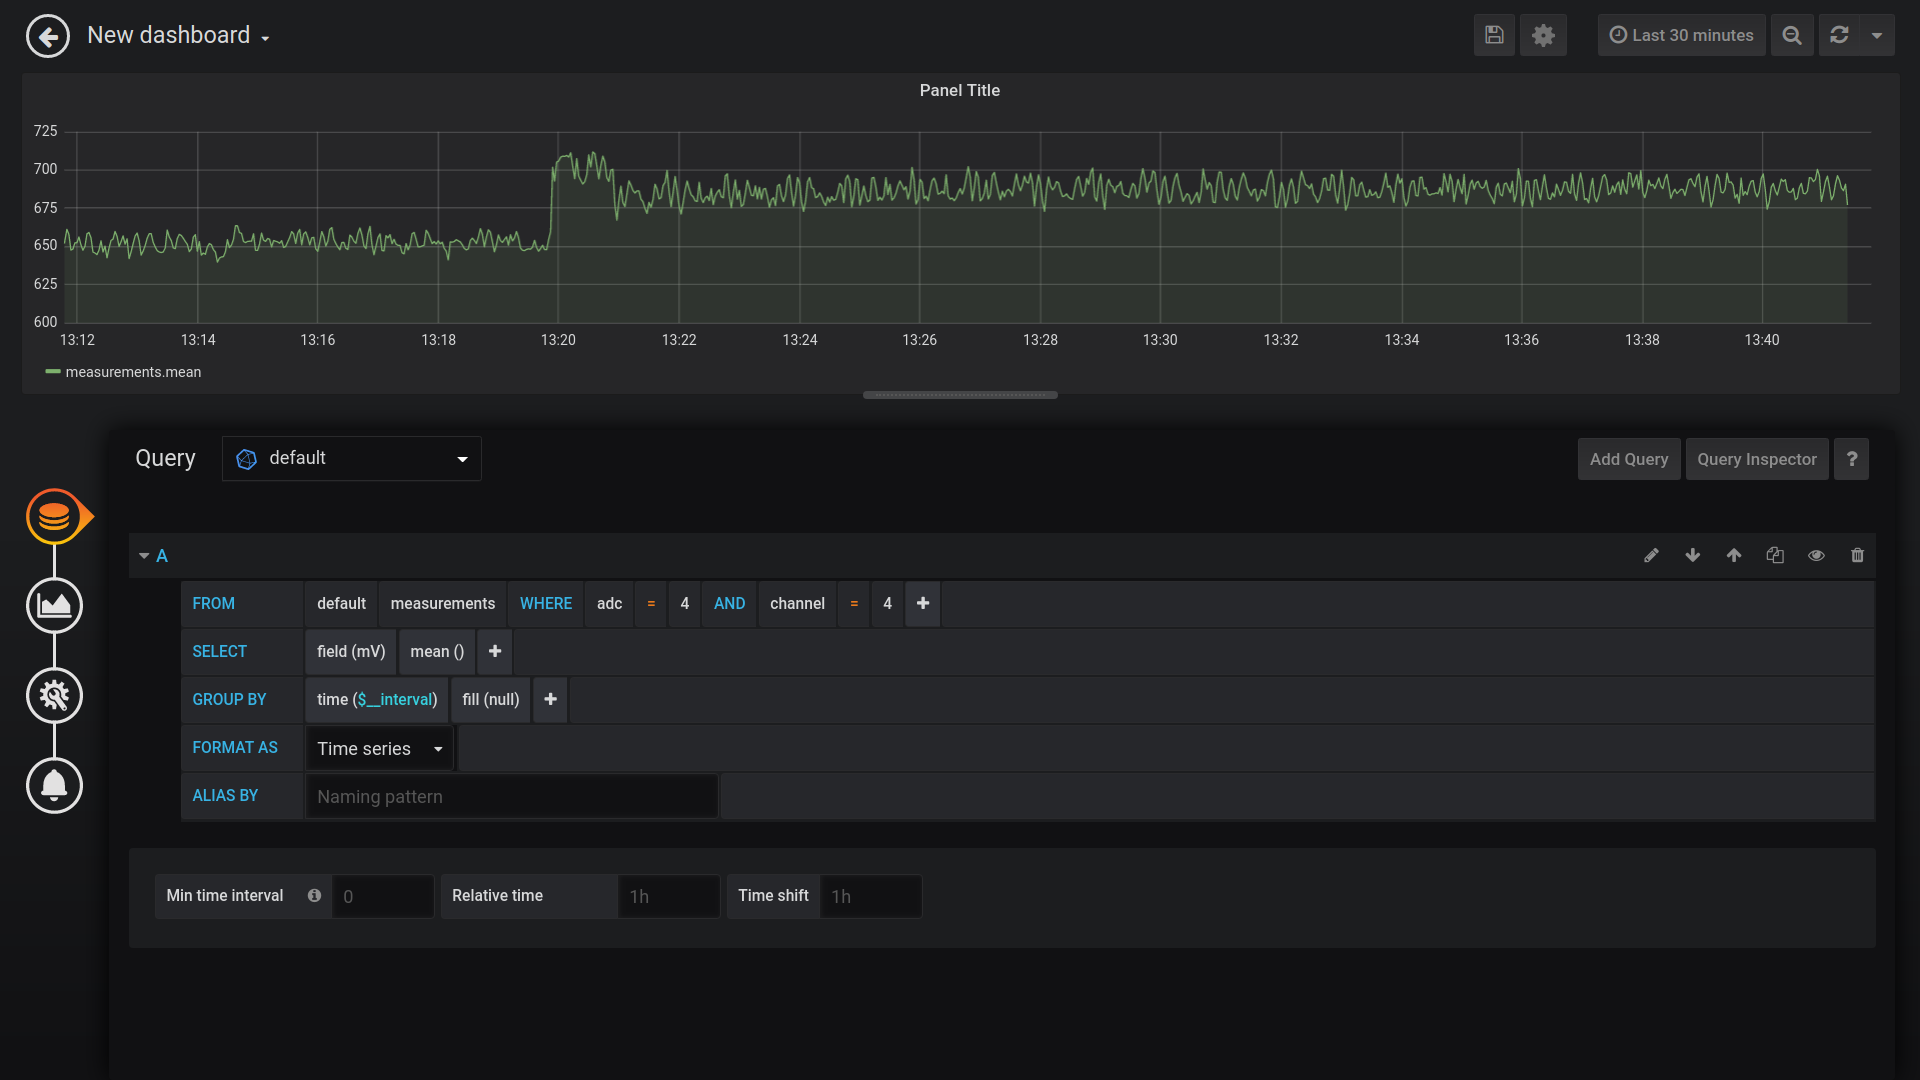 New dashboard
Last 30 minutes
Panel Title
725
700
675
650
625
600
13:12 13:14 13:16 13:18 13:20 13:22 13:24 13:26 13:28 13:30 13:32 13:34 13:36 13:38 13:40
measurements.mean
Query default Add Query Query Inspector ?
A
FROM default measurements WHERE adc = 4 AND channel = 4 +
SELECT field (mV) mean () +
GROUP BY time ($__interval) fill (null) +
FORMAT AS Time series
ALIAS BY Naming pattern
Min time interval 0 Relative time 1h Time shift 1h